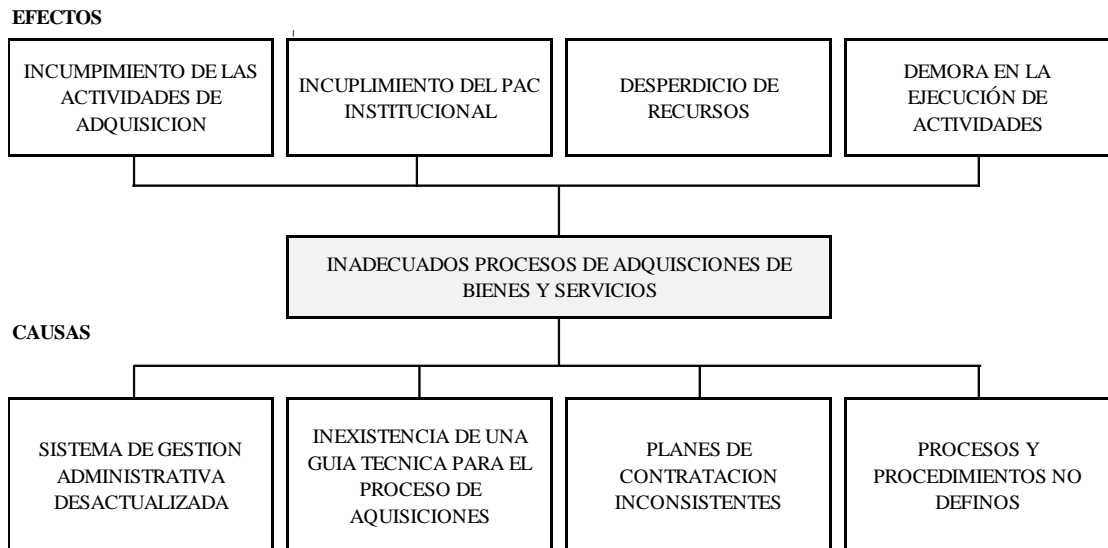 EFECTOS
INCUMPIMIENTO DE LAS
ACTIVIDADES DE
ADQUISICION
INCUPLIMIENTO DEL PAC
INSTITUCIONAL
DESPERDICIO DE
RECURSOS
DEMORA EN LA
EJECUCIÓN DE
ACTIVIDADES
INADECUADOS PROCESOS DE ADQUISCIONES DE
BIENES Y SERVICIOS
CAUSAS
SISTEMA DE GESTION
ADMINISTRATIVA
DESACTUALIZADA
INEXISTENCIA DE UNA
GUIA TECNICA PARA EL
PROCESO DE
AQUISICIONES
PLANES DE
CONTRATACION
INCONSISTENTES
PROCESOS Y
PROCEDIMIENTOS NO
DEFINOS